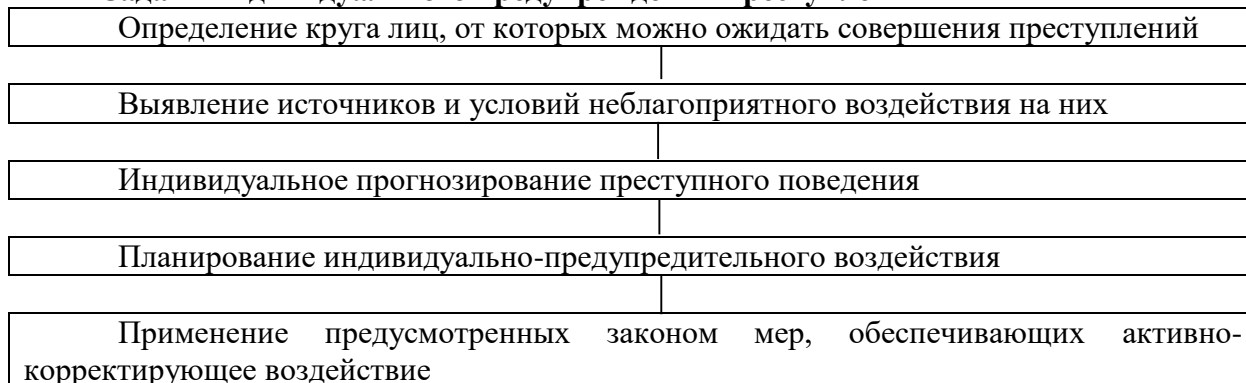 Определение круга лиц, от которых можно ожидать совершения преступлений
Выявление источников и условий неблагоприятного воздействия на них
Индивидуальное прогнозирование преступного поведения
Планирование индивидуально-предупредительного воздействия
Применение предусмотренных законом мер, обеспечивающих активно-
корректирующее воздействие